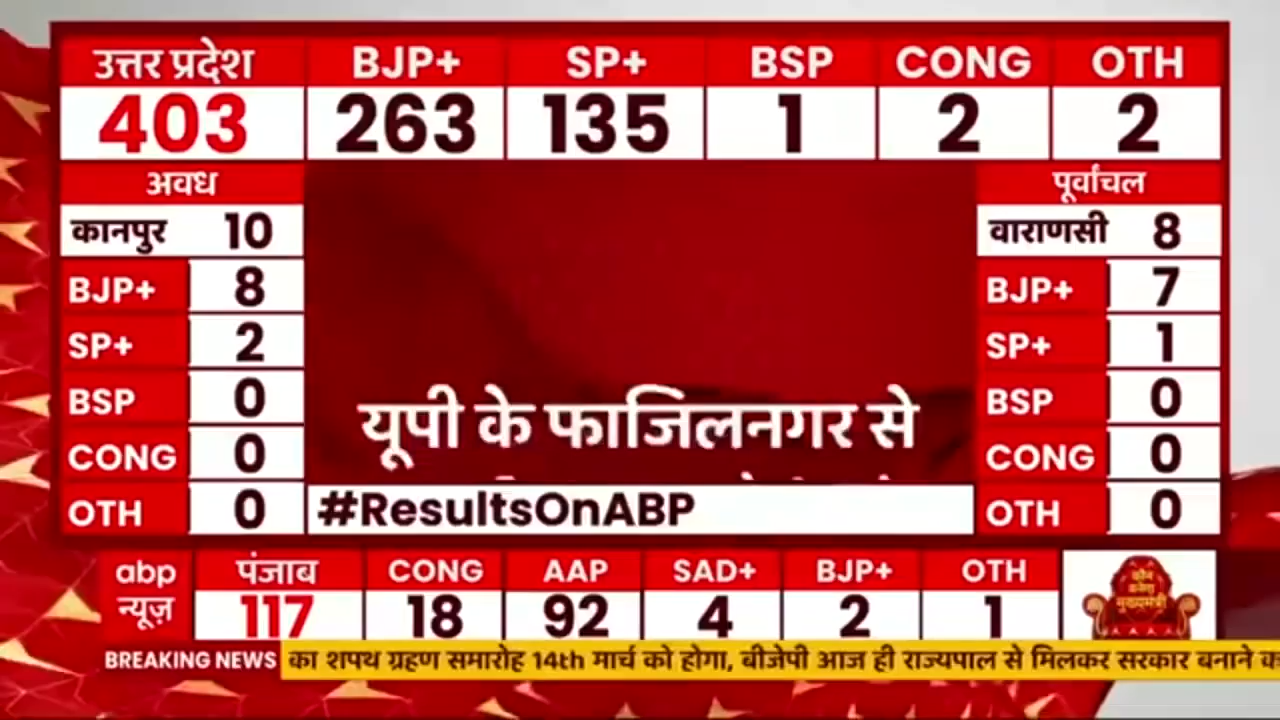 उत्तर प्रदेश BJP+ SP+ BSP CONG OTH
403 263 135 1 2 2
अवध
कानपुर 10
BJP+ 8
SP+ 2
BSP 0
CONG 0
OTH 0
यूपी के फाजिलनगर से
#ResultsOnABP
पूर्वांचल
वाराणसी 8
BJP+ 7
SP+ 1
BSP 0
CONG 0
OTH 0
abp न्यूज़
पंजाब CONG AAP SAD+ BJP+ OTH
117 18 92 4 2 1
कौन बनेगा मुख्यमंत्री
BREAKING NEWS का शपथ ग्रहण समारोह 14th मार्च को होगा, बीजेपी आज ही राज्यपाल से मिलकर सरकार बनाने